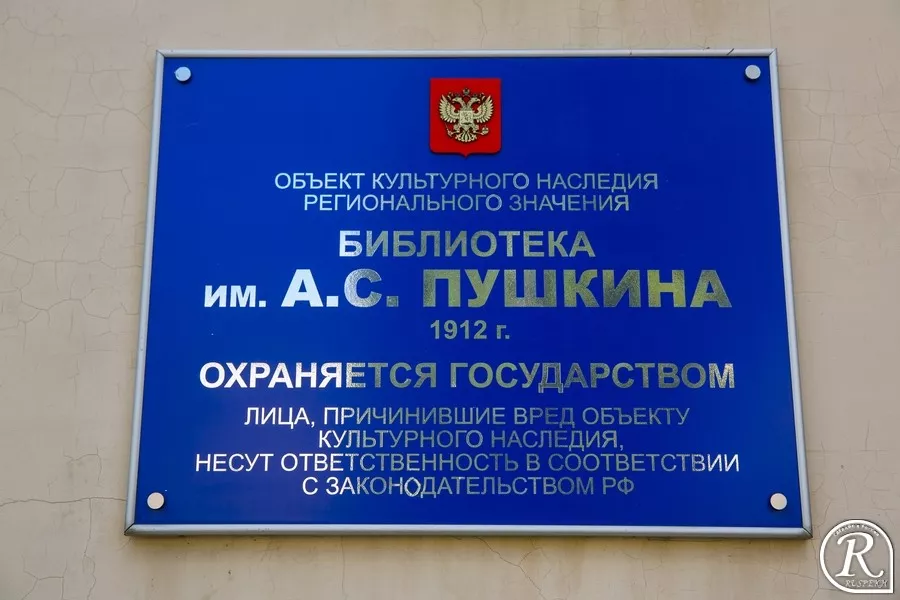 ОБЪЕКТ КУЛЬТУРНОГО НАСЛЕДИЯ
РЕГИОНАЛЬНОГО ЗНАЧЕНИЯ
БИБЛИОТЕКА
им. А.С. ПУШКИНА
1912 г.
ОХРАНЯЕТСЯ ГОСУДАРСТВОМ
ЛИЦА, ПРИЧИНИВШИЕ ВРЕД ОБЪЕКТУ
КУЛЬТУРНОГО НАСЛЕДИЯ,
НЕСУТ ОТВЕТСТВЕННОСТЬ В СООТВЕТСТВИИ
С ЗАКОНОДАТЕЛЬСТВОМ РФ
R
RUSPEKH